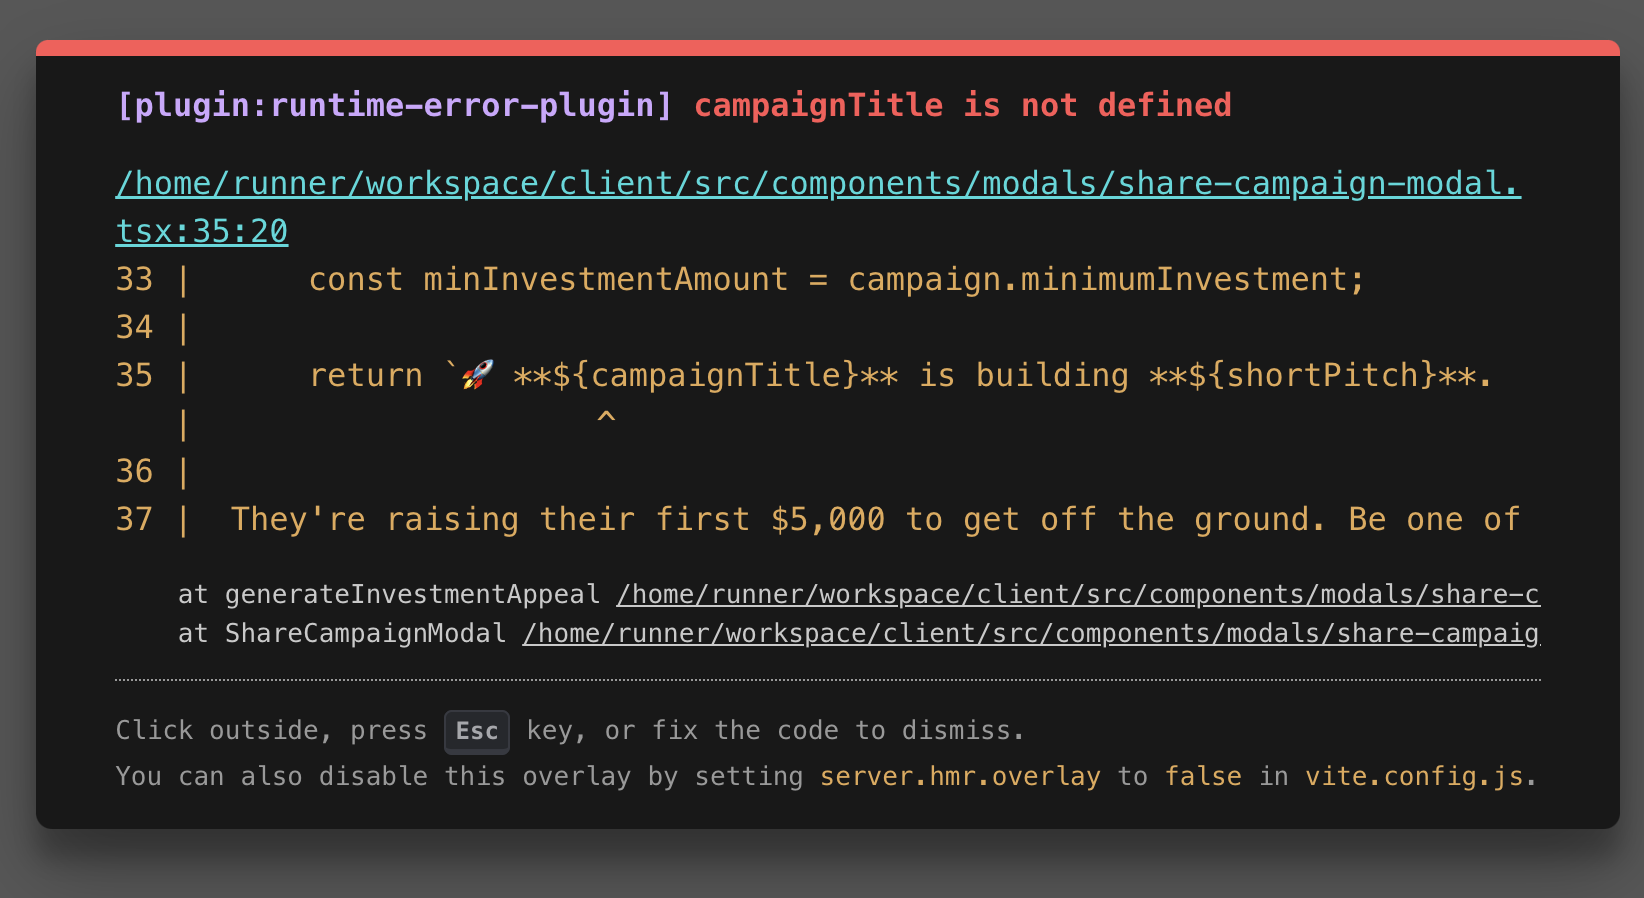 [plugin:runtime-error-plugin] campaignTitle is not defined
/home/runner/workspace/client/src/components/modals/share-campaign-modal.
tsx:35:20
33 |      const minInvestmentAmount = campaign.minimumInvestment;
34 |
35 |      return `🚀 **${campaignTitle}** is building **${shortPitch}**.
   |                     ^
36 |
37 |  They're raising their first $5,000 to get off the ground. Be one of
at generateInvestmentAppeal /home/runner/workspace/client/src/components/modals/share-c
at ShareCampaignModal /home/runner/workspace/client/src/components/modals/share-campaig
Click outside, press Esc key, or fix the code to dismiss.
You can also disable this overlay by setting server.hmr.overlay to false in vite.config.js.